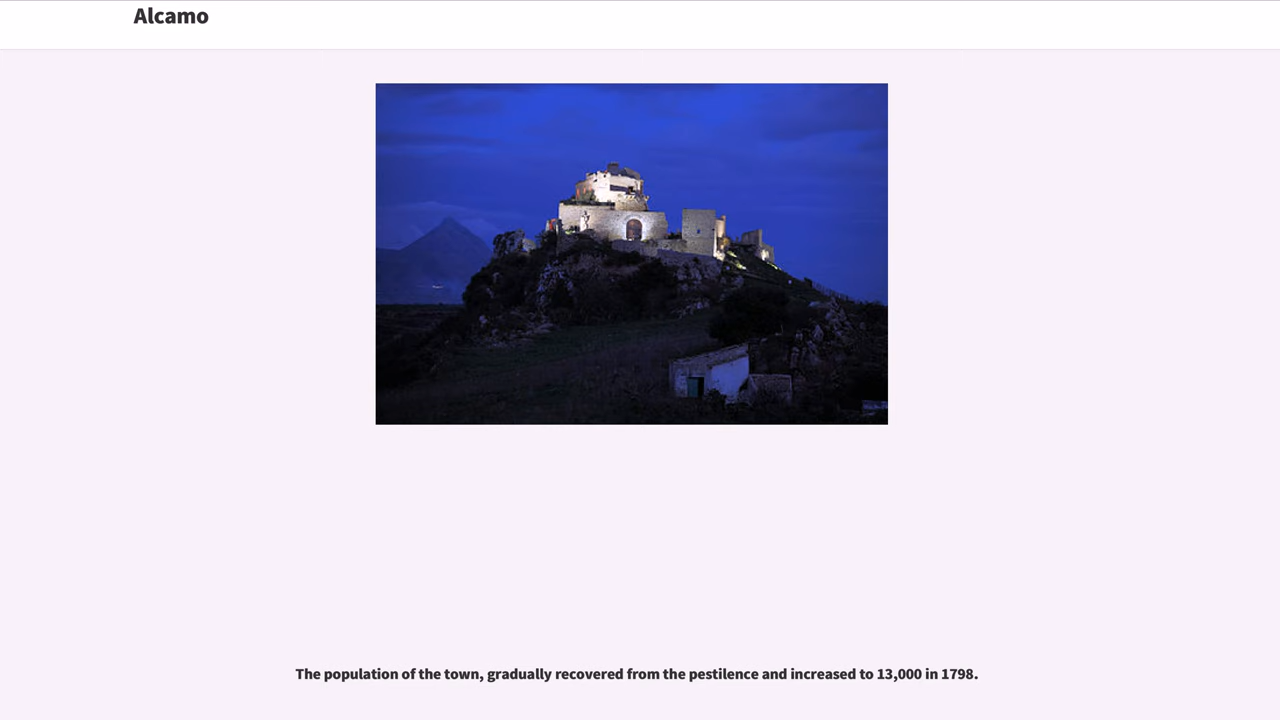 Alcamo
The population of the town, gradually recovered from the pestilence and increased to 13,000 in 1798.